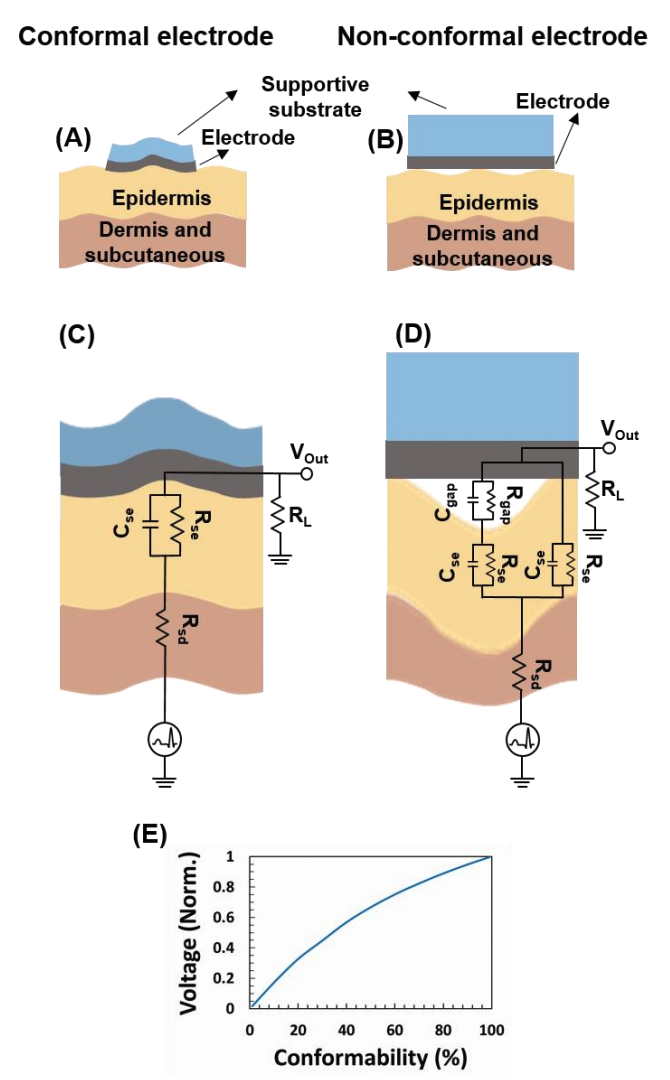 Conformal electrode
Non-conformal electrode
Supportive
substrate
(A)
Electrode
Epidermis
Dermis and
subcutaneous
(B)
Electrode
Epidermis
Dermis and
subcutaneous
(C)
VOut
Cse
Rse
RL
Rsd
(D)
VOut
Cgap
Rgap
RL
Cse
Rse
Cse
Rse
Rsd
(E)
Voltage (Norm.)
1
0.8
0.6
0.4
0.2
0
0 20 40 60 80 100
Conformability (%)